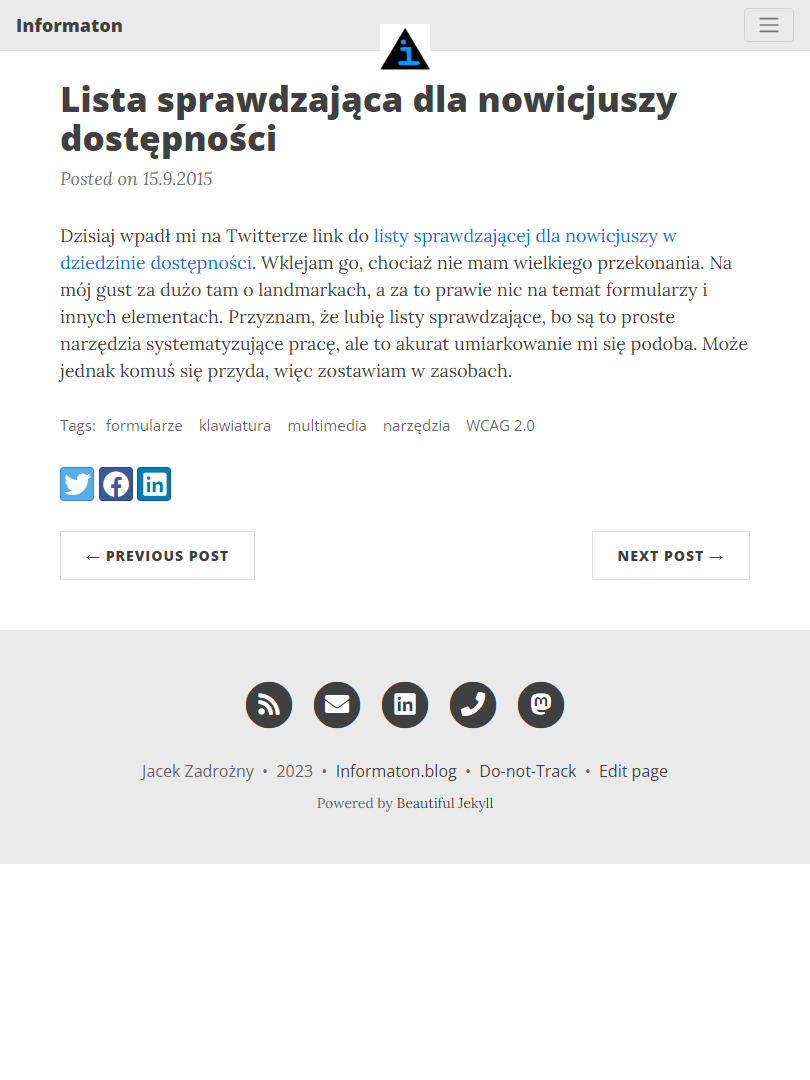 Informaton
i
Lista sprawdzająca dla nowicjuszy
dostępności
Posted on 15.9.2015
Dzisiaj wpadł mi na Twitterze link do listy sprawdzającej dla nowicjuszy w
dziedzinie dostępności. Wklejam go, chociaż nie mam wielkiego przekonania. Na
mój gust za dużo tam o landmarkach, a za to prawie nic na temat formularzy i
innych elementach. Przyznam, że lubię listy sprawdzające, bo są to proste
narzędzia systematyzujące pracę, ale to akurat umiarkowanie mi się podoba. Może
jednak komuś się przyda, więc zostawiam w zasobach.
Tags: formularze klawiatura multimedia narzędzia WCAG 2.0
← PREVIOUS POST NEXT POST →
Jacek Zadrożny • 2023 • Informaton.blog • Do-not-Track • Edit page
Powered by Beautiful Jekyll